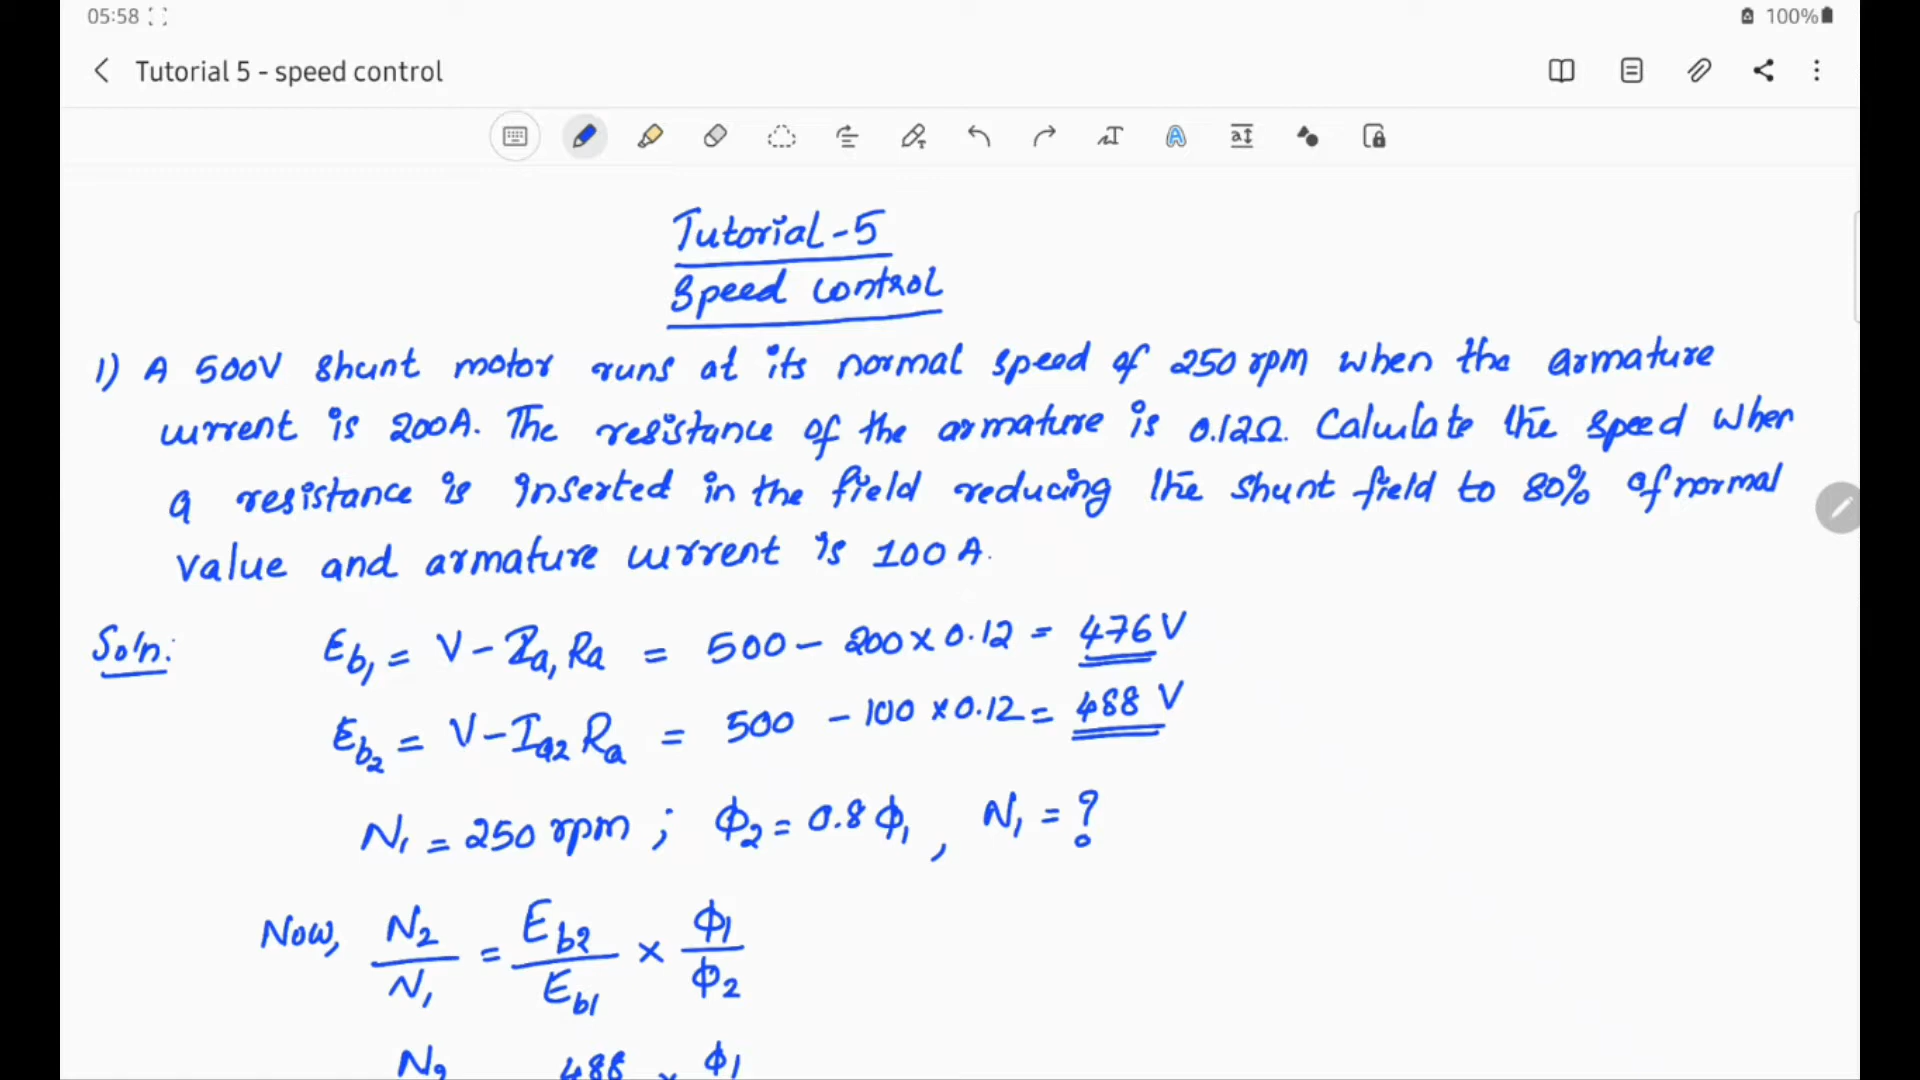 05:58 100%
Tutorial 5 - speed control
Tutorial-5
Speed control
1) A 500V shunt motor runs at its normal speed of 250 rpm when the armature
current is 200A. The resistance of the armature is 0.12Ω. Calculate the speed when
a resistance is inserted in the field reducing the shunt field to 80% of normal
value and armature current is 100 A.
Soln: Eb₁ = V - Ia₁ Ra = 500 - 200 x 0.12 = 476 V
Eb₂ = V - Ia2 Ra = 500 - 100 x 0.12 = 488 V
N₁ = 250 rpm ; Φ₂ = 0.8 Φ₁ , N₁ = ?
Now, N₂/N₁ = Eb2/Eb1 x Φ₁/Φ₂
N₂ 488 x Φ₁